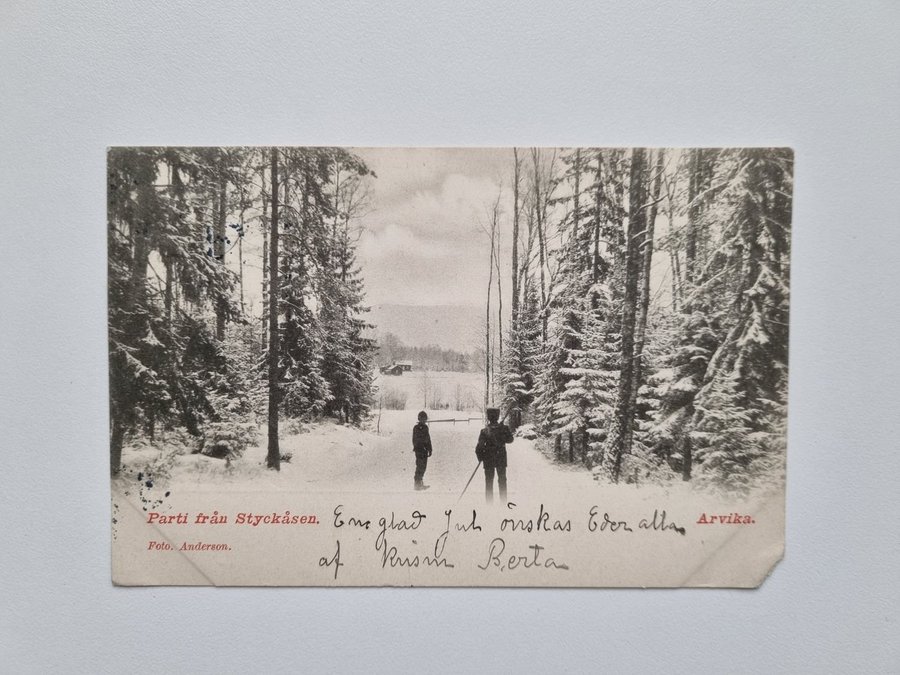 Parti från Styckåsen.
En glad Jul önskas Eder alla
Arvika.
Foto. Anderson.
af Kusin Berta